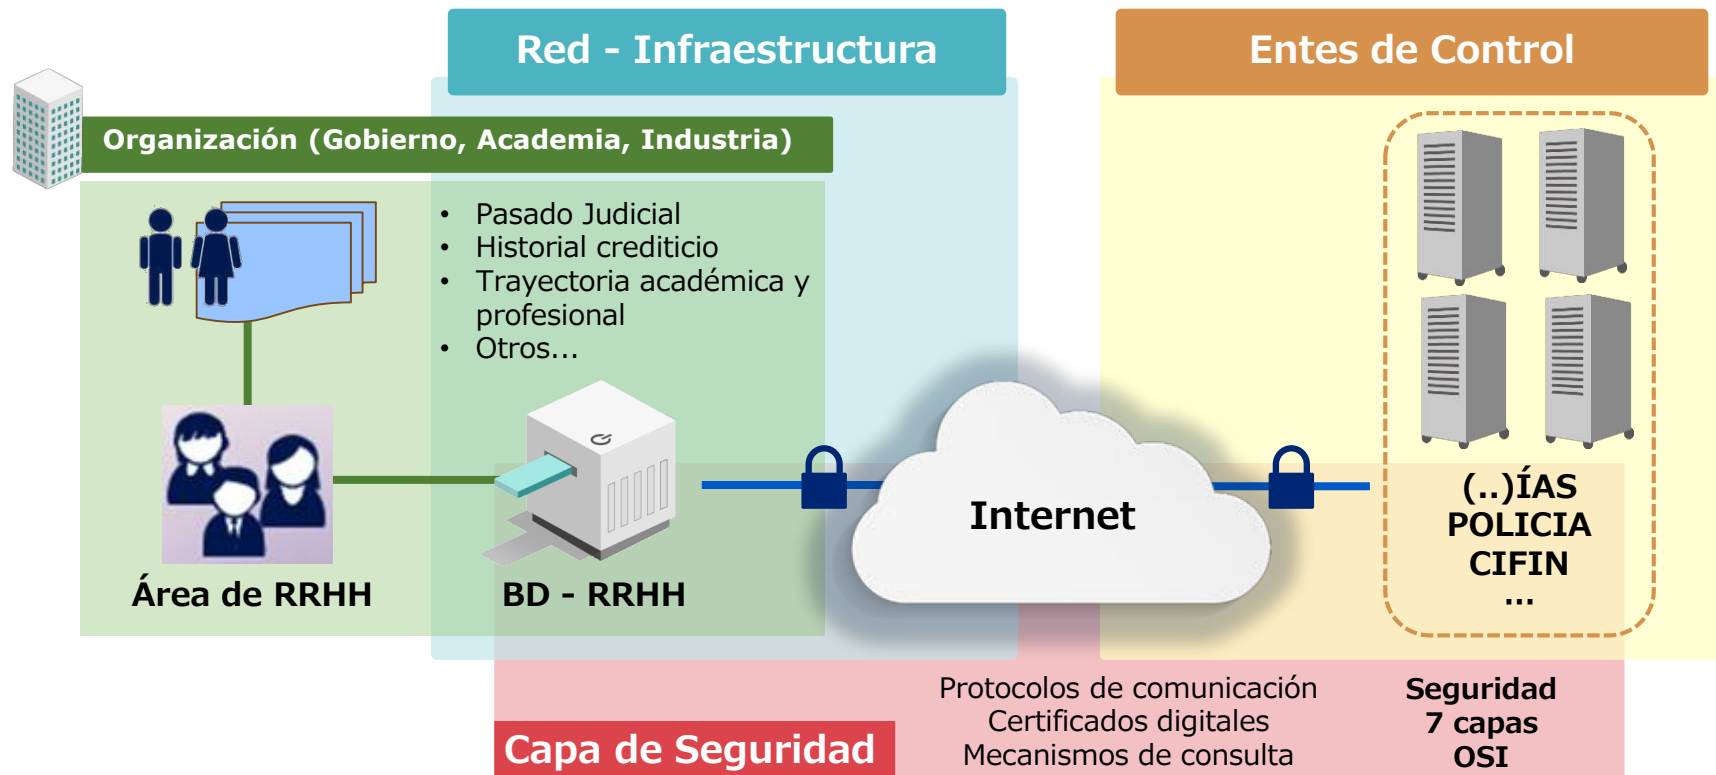 Red - Infraestructura
Entes de Control
Organización (Gobierno, Academia, Industria)
• Pasado Judicial
• Historial crediticio
• Trayectoria académica y
profesional
• Otros...
Internet
(..)ÍAS
POLICIA
CIFIN
...
Área de RRHH
BD - RRHH
Protocolos de comunicación
Certificados digitales
Mecanismos de consulta
Seguridad
7 capas
OSI
Capa de Seguridad